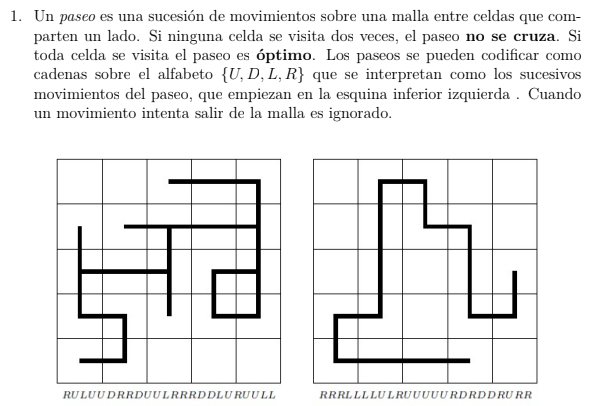 1. Un paseo es una sucesión de movimientos sobre una malla entre celdas que com-
parten un lado. Si ninguna celda se visita dos veces, el paseo no se cruza. Si
toda celda se visita el paseo es óptimo. Los paseos se pueden codificar como
cadenas sobre el alfabeto {U, D, L, R} que se interpretan como los sucesivos
movimientos del paseo, que empiezan en la esquina inferior izquierda . Cuando
un movimiento intenta salir de la malla es ignorado.
RULUUDRRDUULRRRDDLURUULL RRRLLLLULRUUUUURDRDDRURR